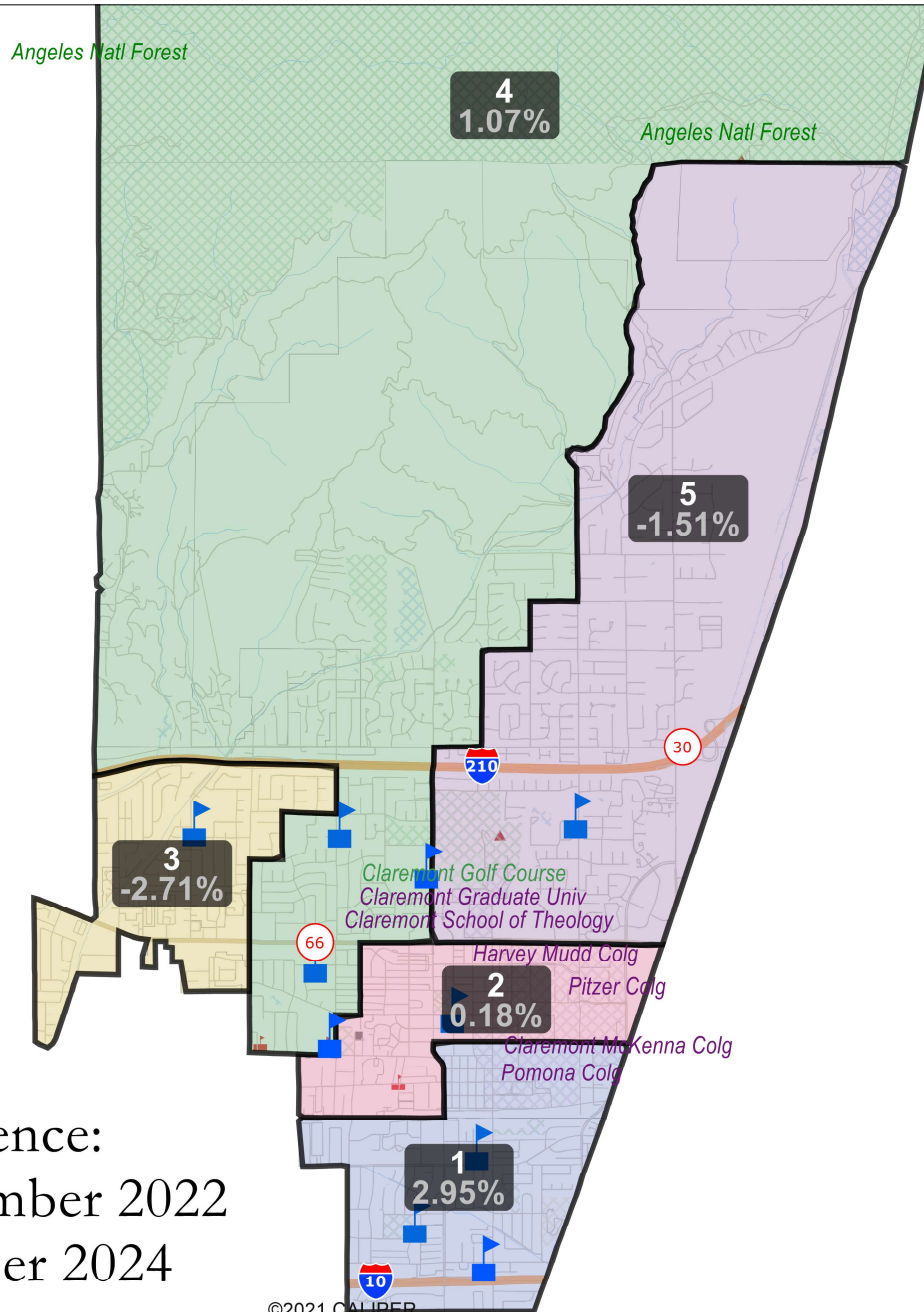 Angeles Natl Forest
4
1.07%
Angeles Natl Forest
5
-1.51%
30
210
3
-2.71%
Claremont Golf Course
Claremont Graduate Univ
Claremont School of Theology
66
Harvey Mudd Colg
2
0.18%
Pitzer Colg
Claremont McKenna Colg
Pomona Colg
ence:
mber 2022
er 2024
1
2.95%
10
©2021 CALIPER